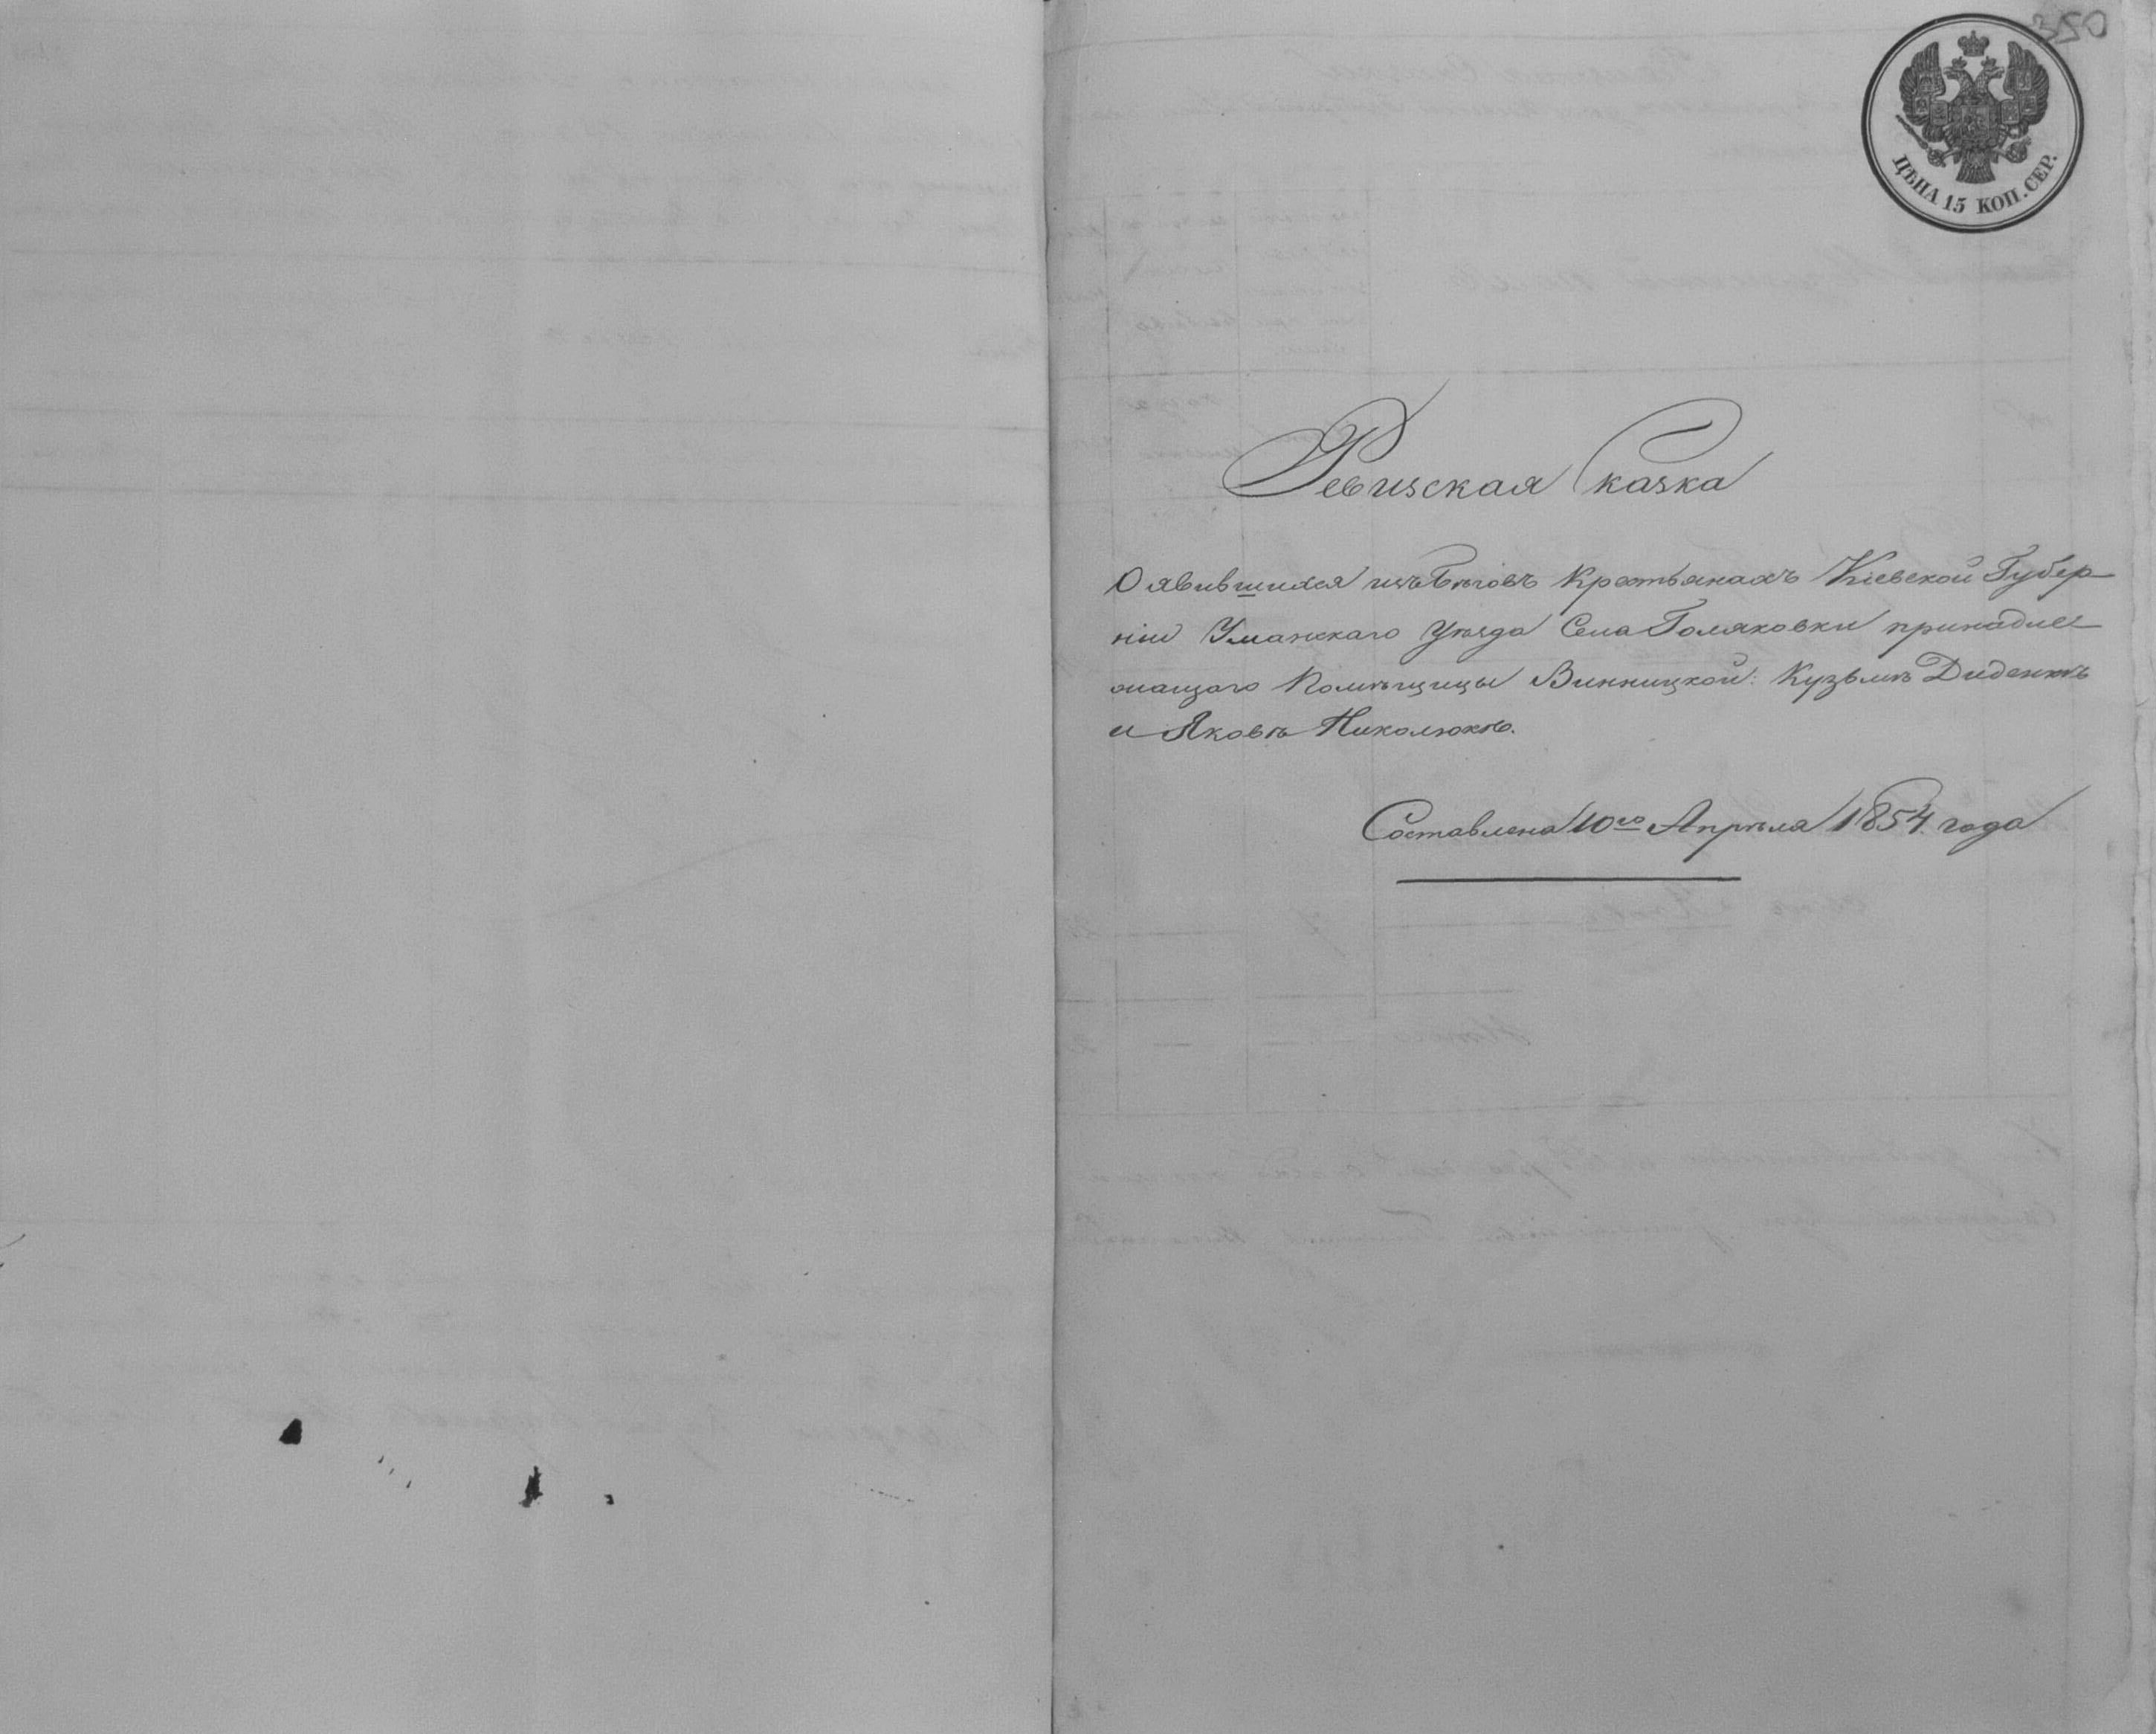 350
ЦѢНА 15 КОП. СЕР.
Ревизская Сказка
О явившихся изъ бѣговъ Крестьянахъ Кіевской Губер-
ніи Уманскаго Уѣзда Села Поляковки принадле-
жащаго Помѣщицы Винницкой: Кузьмѣ Диденкѣ
и Яковѣ Николюкѣ.
Составлена 10го Апрѣля 1854 года